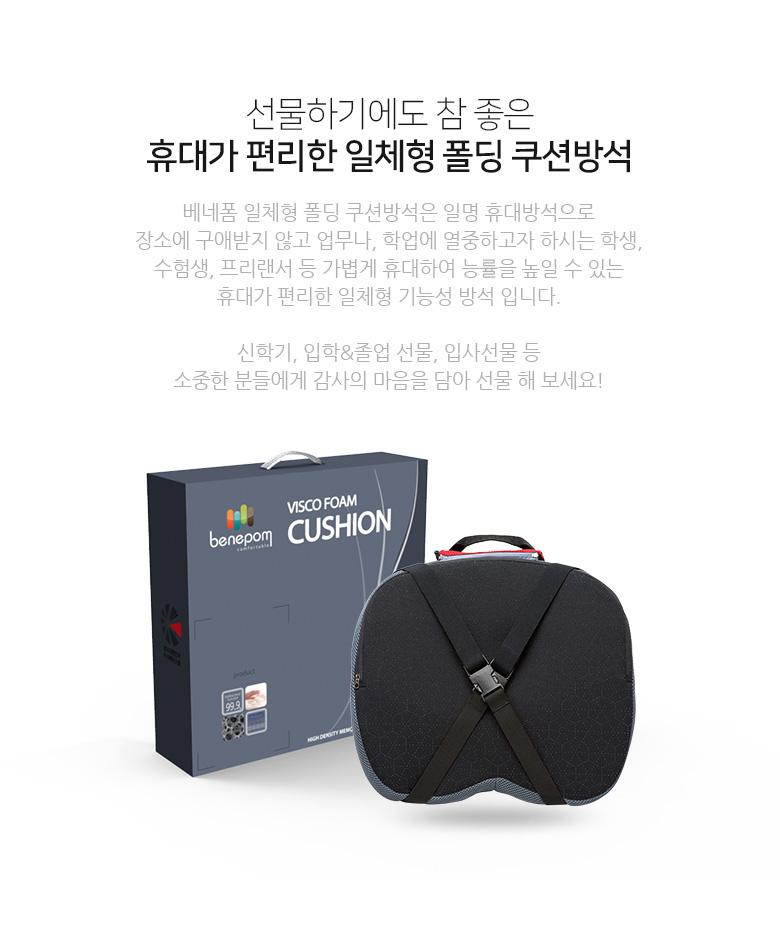 선물하기에도 참 좋은
휴대가 편리한 일체형 폴딩 쿠션방석
베네폼 일체형 폴딩 쿠션방석은 일명 휴대방석으로
장소에 구애받지 않고 업무나, 학업에 열중하고자 하시는 학생,
수험생, 프리랜서 등 가볍게 휴대하여 능률을 높일 수 있는
휴대가 편리한 일체형 기능성 방석 입니다.
신학기, 입학&졸업 선물, 입사선물 등
소중한 분들에게 감사의 마음을 담아 선물 해 보세요!
VISCO FOAM
CUSHION
benepom
comfortable
product
99.9
HIGH DENSITY MEMO